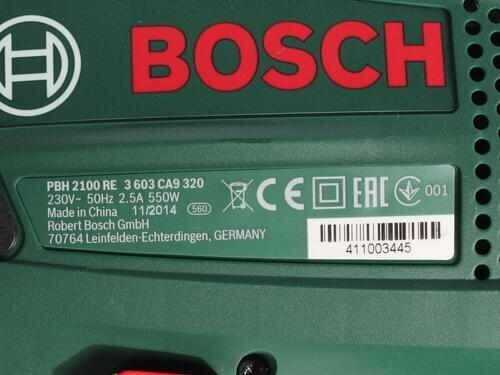 BOSCH
PBH 2100 RE 3 603 CA9 320
230V~ 50Hz 2.5A 550W
Made in China 11/2014 560
Robert Bosch GmbH
70764 Leinfelden-Echterdingen, GERMANY
CE EAC 001
411003445